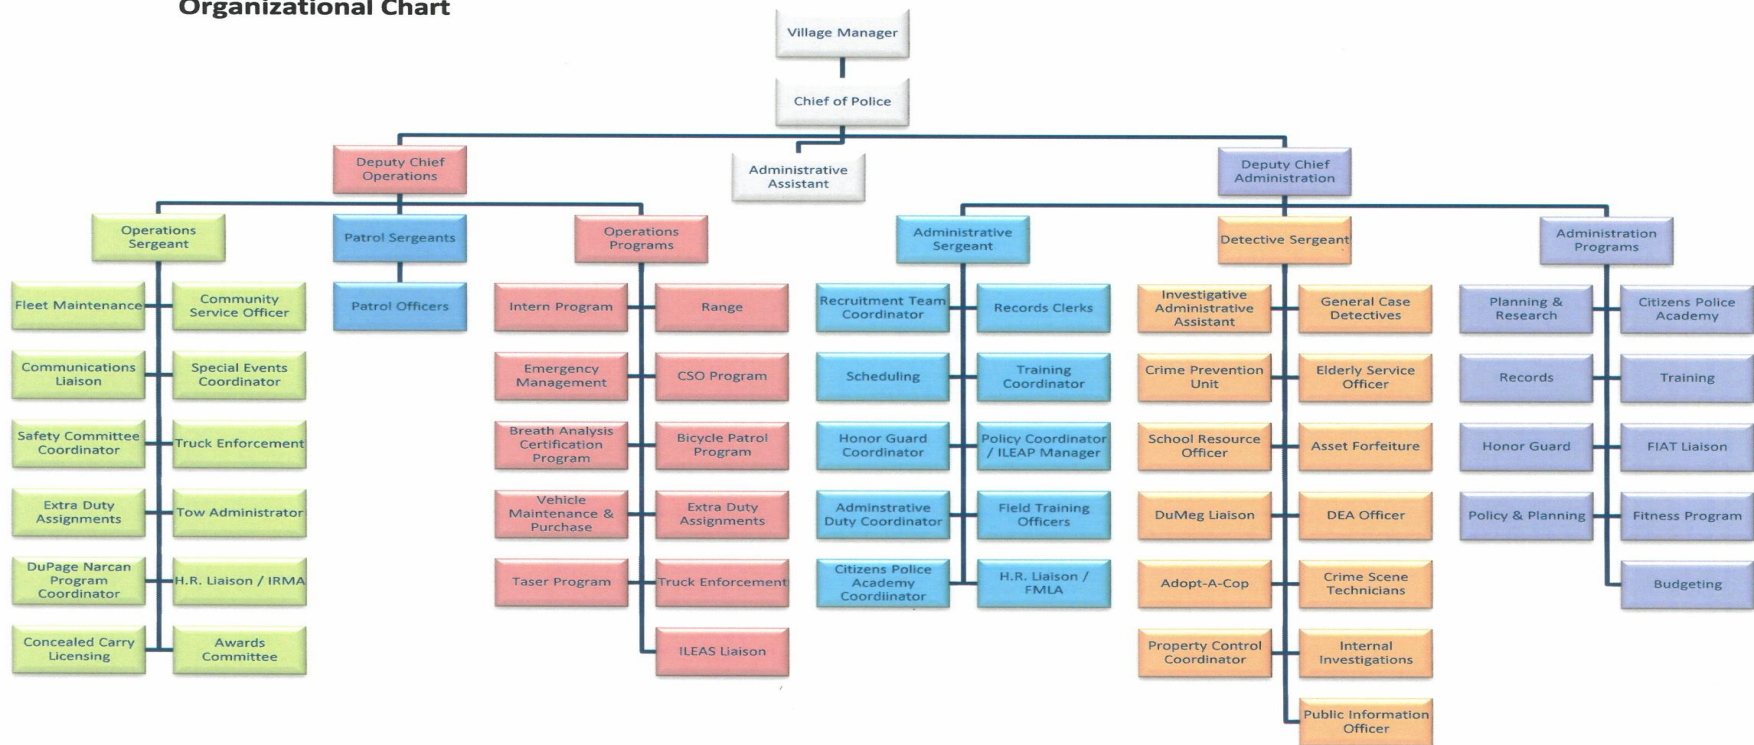 Organizational Chart
Village Manager
Chief of Police
Administrative
Assistant
Deputy Chief
Operations
Deputy Chief
Administration
Operations
Sergeant
Fleet Maintenance
Community
Service Officer
Communications
Liaison
Special Events
Coordinator
Safety Committee
Coordinator
Truck Enforcement
Extra Duty
Assignments
Tow Administrator
DuPage Narcan
Program
Coordinator
H.R. Liaison / IRMA
Concealed Carry
Licensing
Awards
Committee
Patrol Sergeants
Patrol Officers
Operations
Programs
Intern Program
Range
Emergency
Management
CSO Program
Breath Analysis
Certification
Program
Bicycle Patrol
Program
Vehicle
Maintenance &
Purchase
Extra Duty
Assignments
Taser Program
Truck Enforcement
ILEAS Liaison
Administrative
Sergeant
Recruitment Team
Coordinator
Records Clerks
Scheduling
Training
Coordinator
Honor Guard
Coordinator
Policy Coordinator
/ ILEAP Manager
Adminstrative
Duty Coordinator
Field Training
Officers
Citizens Police
Academy
Coordiinator
H.R. Liaison /
FMLA
Detective Sergeant
Investigative
Administrative
Assistant
General Case
Detectives
Crime Prevention
Unit
Elderly Service
Officer
School Resource
Officer
Asset Forfeiture
DuMeg Liaison
DEA Officer
Adopt-A-Cop
Crime Scene
Technicians
Property Control
Coordinator
Internal
Investigations
Public Information
Officer
Administration
Programs
Planning &
Research
Citizens Police
Academy
Records
Training
Honor Guard
FIAT Liaison
Policy & Planning
Fitness Program
Budgeting